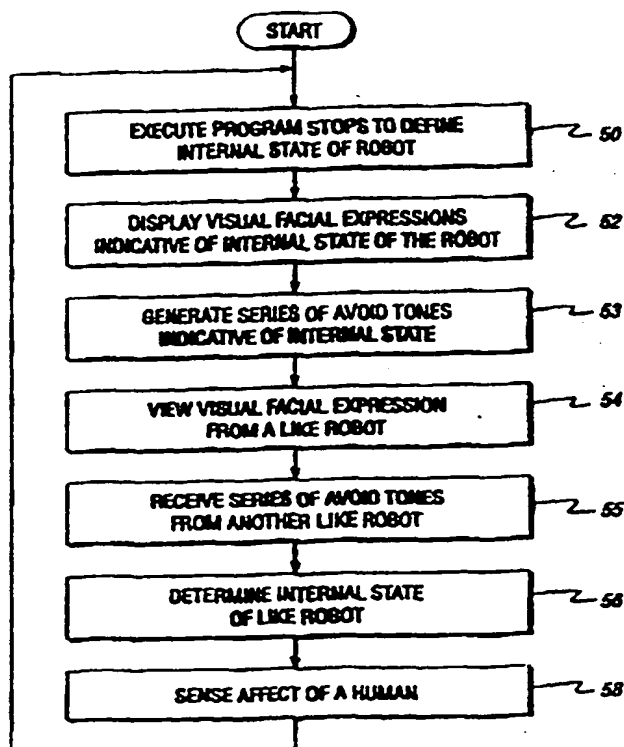 START
EXECUTE PROGRAM STOPS TO DEFINE
INTERNAL STATE OF ROBOT
50
DISPLAY VISUAL FACIAL EXPRESSIONS
INDICATIVE OF INTERNAL STATE OF THE ROBOT
52
GENERATE SERIES OF AVOID TONES
INDICATIVE OF INTERNAL STATE
53
VIEW VISUAL FACIAL EXPRESSION
FROM A LIKE ROBOT
54
RECEIVE SERIES OF AVOID TONES
FROM ANOTHER LIKE ROBOT
55
DETERMINE INTERNAL STATE
OF LIKE ROBOT
56
SENSE AFFECT OF A HUMAN
58